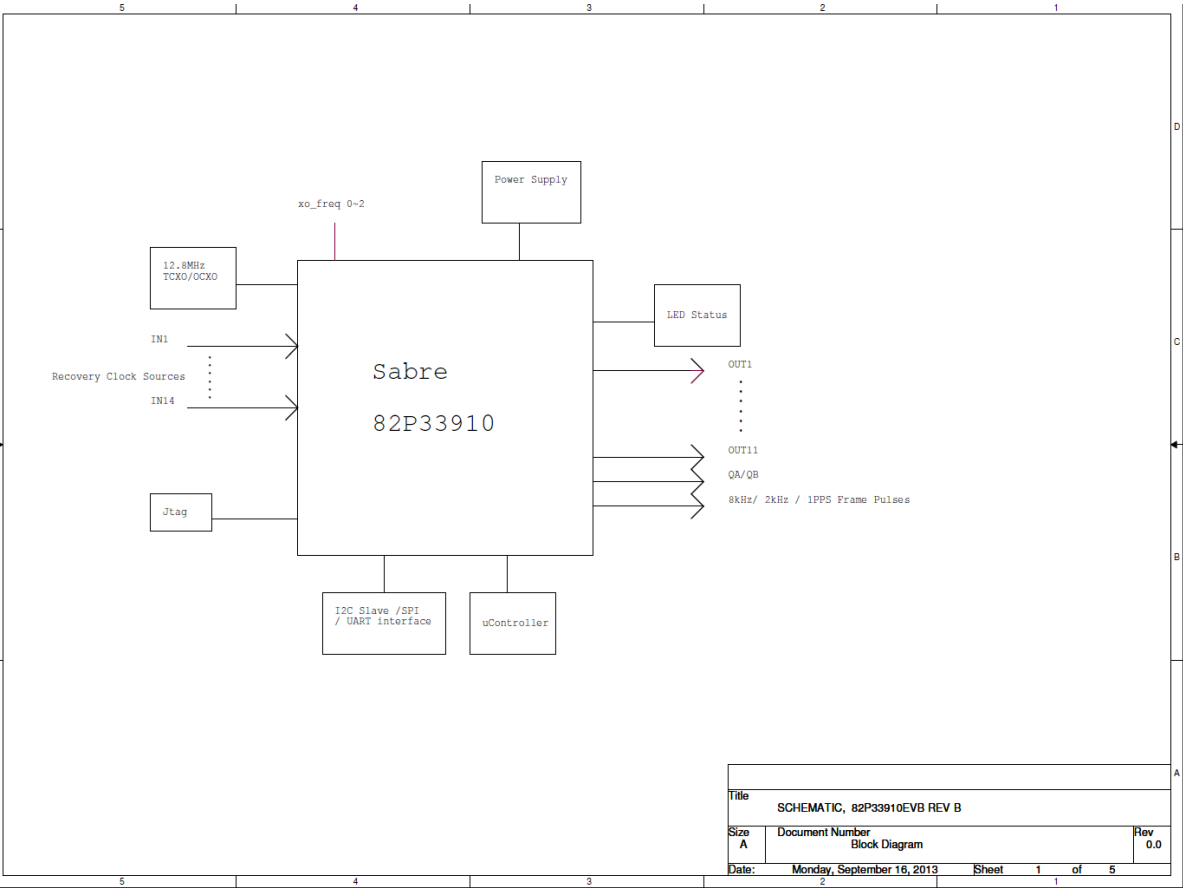 5 4 3 2 1
D
Power Supply
xo_freq 0~2
12.8MHz
TCXO/OCXO
LED Status
IN1
C
OUT1
Sabre
Recovery Clock Sources
IN14
82P33910
OUT11
QA/QB
8kHz/ 2kHz / 1PPS Frame Pulses
Jtag
B
I2C Slave /SPI
/ UART interface
uController
A
Title
SCHEMATIC, 82P33910EVB REV B
Size Document Number Rev
A Block Diagram 0.0
Date: Monday, September 16, 2013 Sheet 1 of 5
5 4 3 2 1